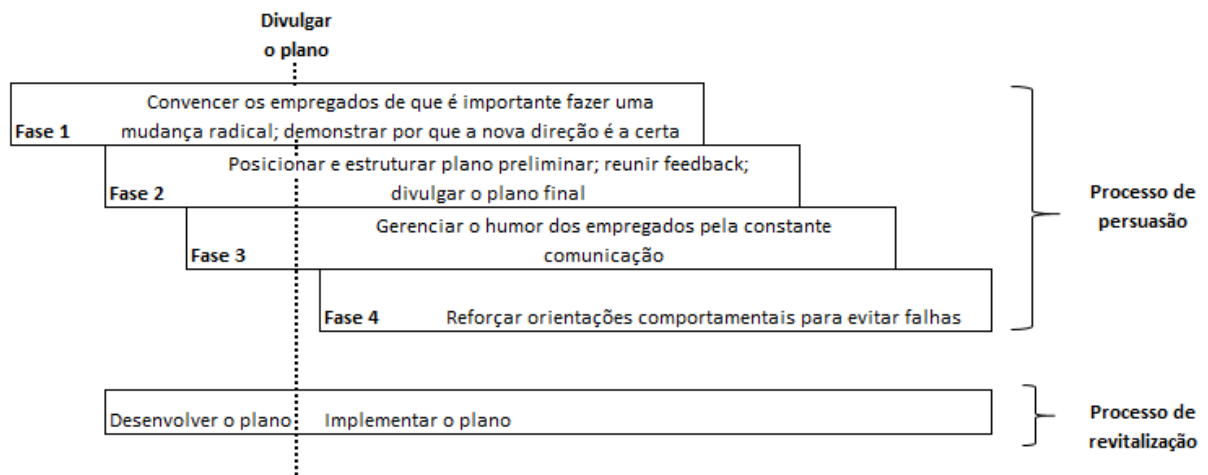 Divulgar
o plano
Convencer os empregados de que é importante fazer uma
Fase 1 mudança radical; demonstrar por que a nova direção é a certa
Posicionar e estruturar plano preliminar; reunir feedback;
Fase 2 divulgar o plano final
Gerenciar o humor dos empregados pela constante
Fase 3 comunicação
Fase 4 Reforçar orientações comportamentais para evitar falhas
Processo de
persuasão
Desenvolver o plano Implementar o plano
Processo de
revitalização